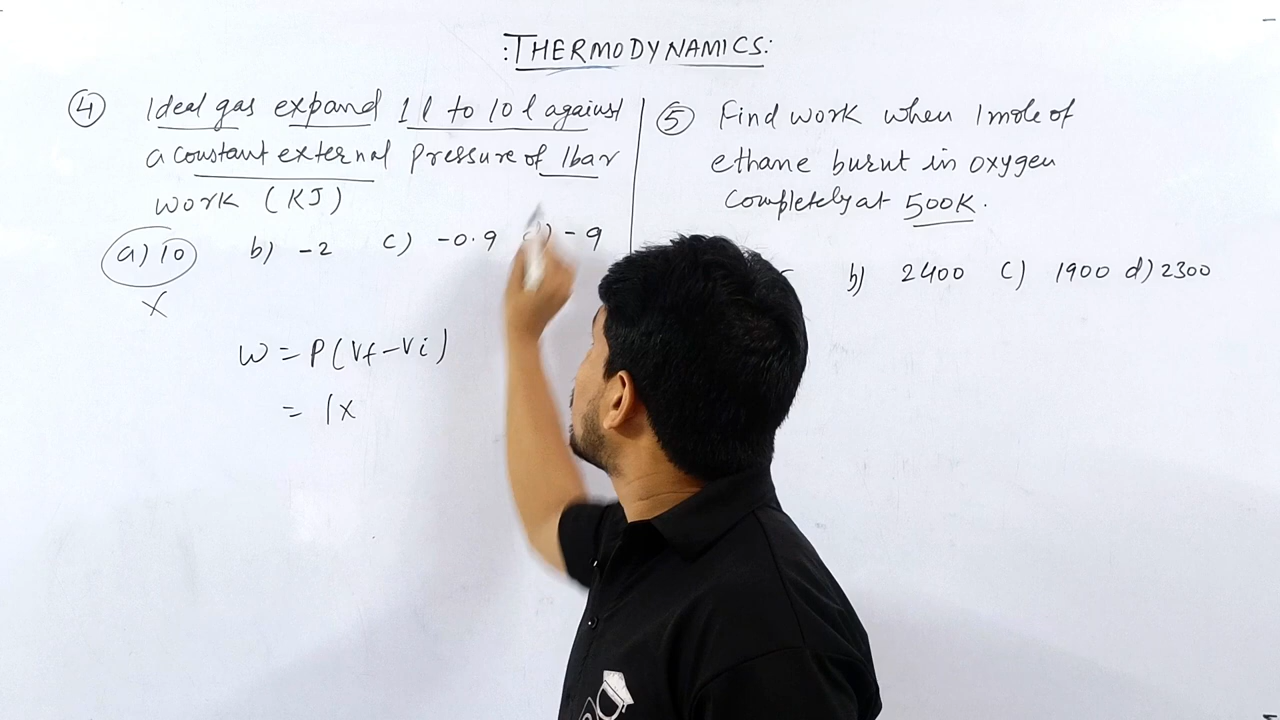 :THERMODYNAMICS:
④ Ideal gas expand 1 l to 10 l against
a constant external pressure of 1bar
work (KJ)
a) 10 b) -2 c) -0.9 d) -9
X
W = P(Vf-Vi)
= 1x
⑤ Find work when 1 mole of
ethane burnt in oxygen
completely at 500K.
b) 2400 c) 1900 d) 2300